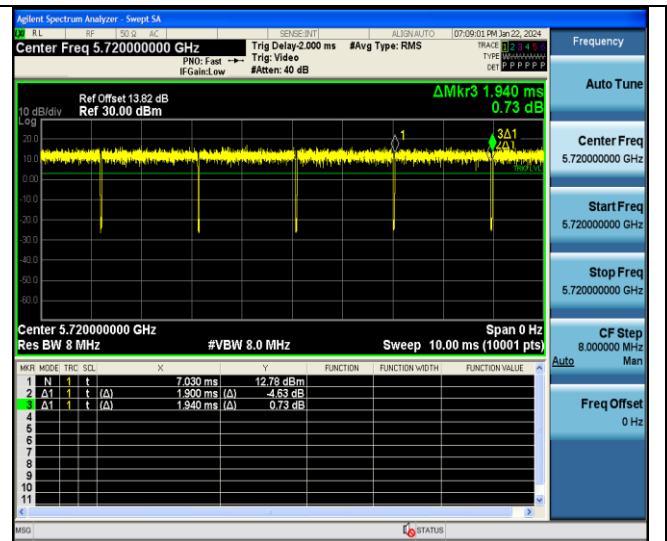 Agilent Spectrum Analyzer - Swept SA
RL RF 50 Ω AC SENSE:INT ALIGN AUTO 07:09:01 PM Jan 22, 2024
Center Freq 5.720000000 GHz
PNO: Fast
IFGain:Low
Trig Delay-2.000 ms
Trig: Video
#Atten: 40 dB
#Avg Type: RMS
TRACE 1 2 3 4 5 6
TYPE
DET P P P P P P
Frequency
Auto Tune
Center Freq
5.720000000 GHz
Start Freq
5.720000000 GHz
Stop Freq
5.720000000 GHz
CF Step
8.000000 MHz
Auto Man
Freq Offset
0 Hz
ΔMkr3 1.940 ms
0.73 dB
Ref Offset 13.82 dB
10 dB/div Ref 30.00 dBm
Log
20.0
10.0
0.00
-10.0
-20.0
-30.0
-40.0
-50.0
-60.0
1
3Δ1
2Δ1
TRIG LVL
Center 5.720000000 GHz Span 0 Hz
Res BW 8 MHz #VBW 8.0 MHz Sweep 10.00 ms (10001 pts)
MKR MODE TRC SCL X Y FUNCTION FUNCTION WIDTH FUNCTION VALUE
1 N 1 t 7.030 ms 12.78 dBm
2 Δ1 1 t (Δ) 1.900 ms (Δ) -4.63 dB
3 Δ1 1 t (Δ) 1.940 ms (Δ) 0.73 dB
4
5
6
7
8
9
10
11
MSG STATUS